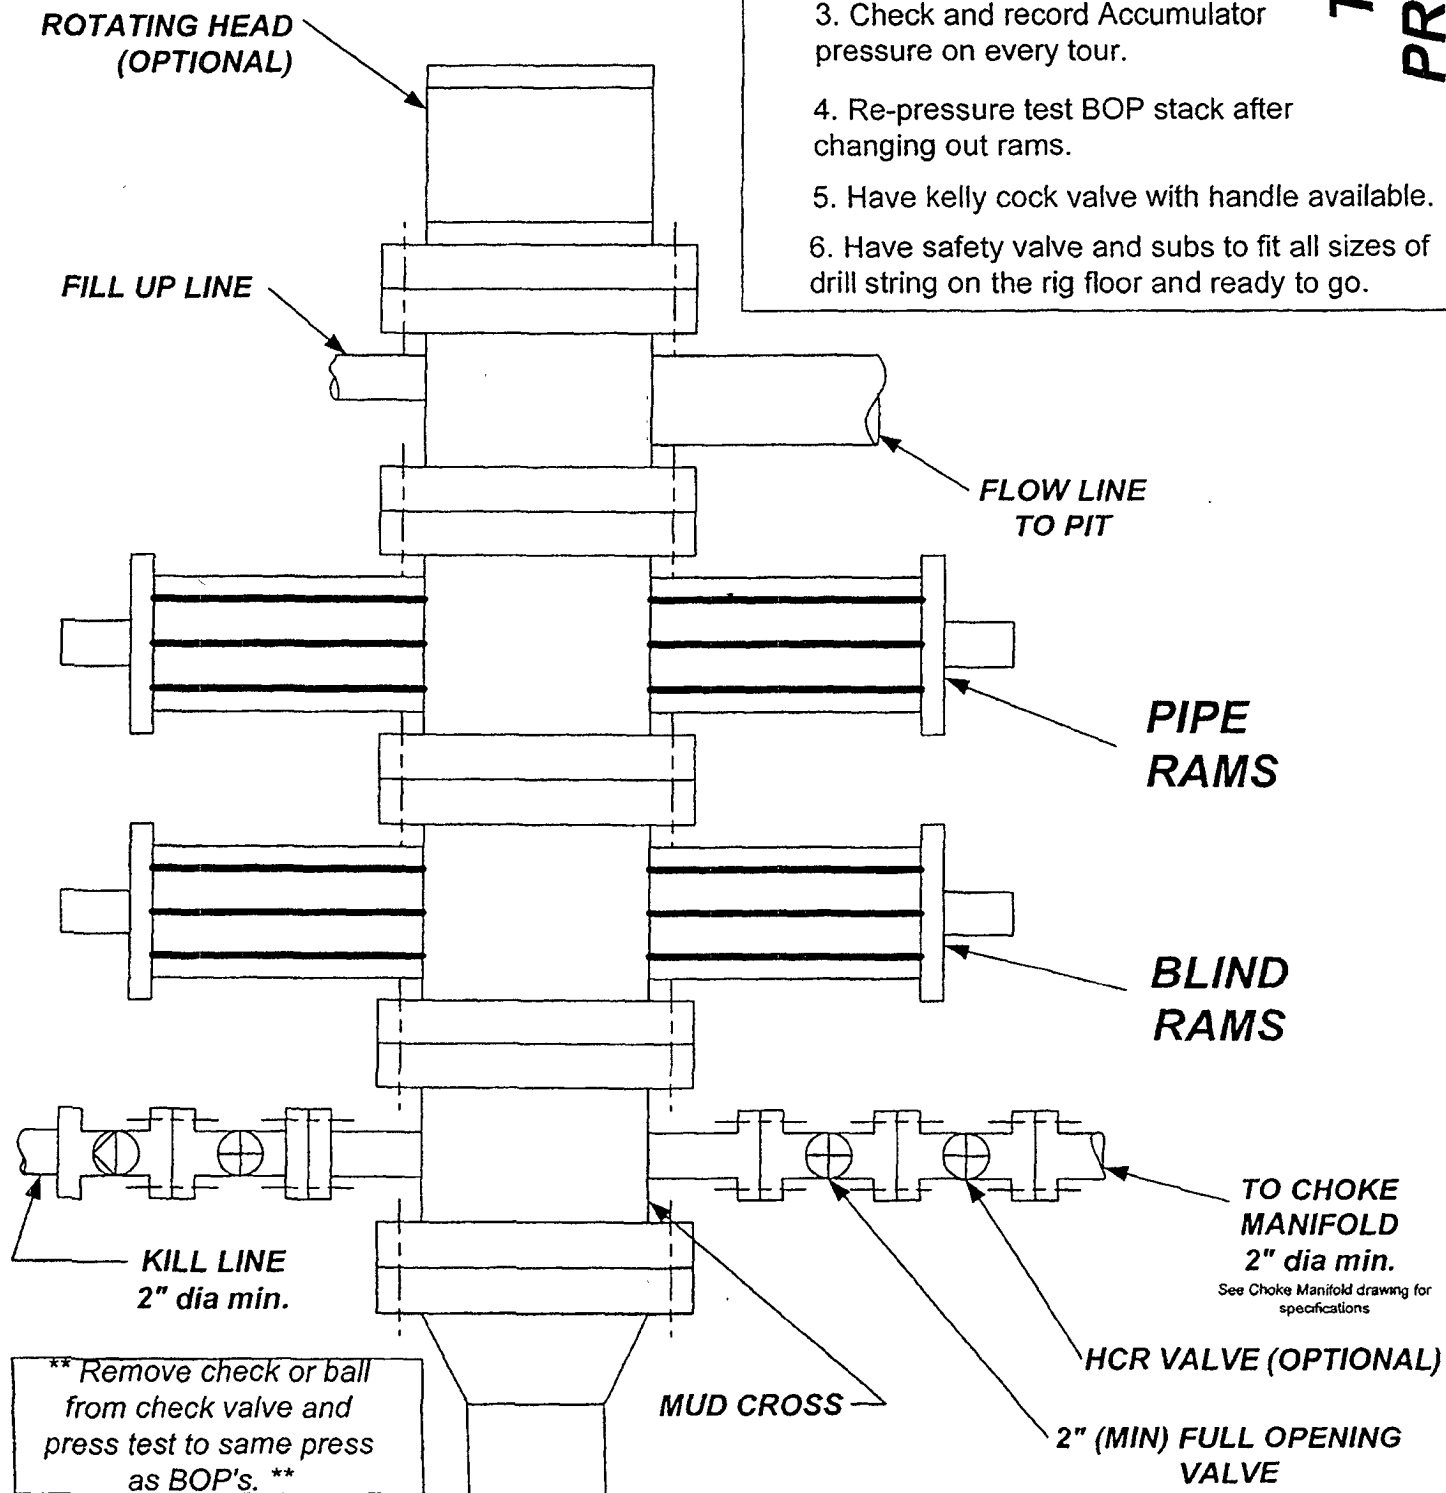 ROTATING HEAD
(OPTIONAL)
3. Check and record Accumulator
pressure on every tour.
4. Re-pressure test BOP stack after
changing out rams.
5. Have kelly cock valve with handle available.
6. Have safety valve and subs to fit all sizes of
drill string on the rig floor and ready to go.
T
PR
FILL UP LINE
FLOW LINE
TO PIT
PIPE
RAMS
BLIND
RAMS
KILL LINE
2" dia min.
TO CHOKE
MANIFOLD
2" dia min.
See Choke Manifold drawing for
specifications
HCR VALVE (OPTIONAL)
MUD CROSS
2" (MIN) FULL OPENING
VALVE
** Remove check or ball
from check valve and
press test to same press
as BOP's. **